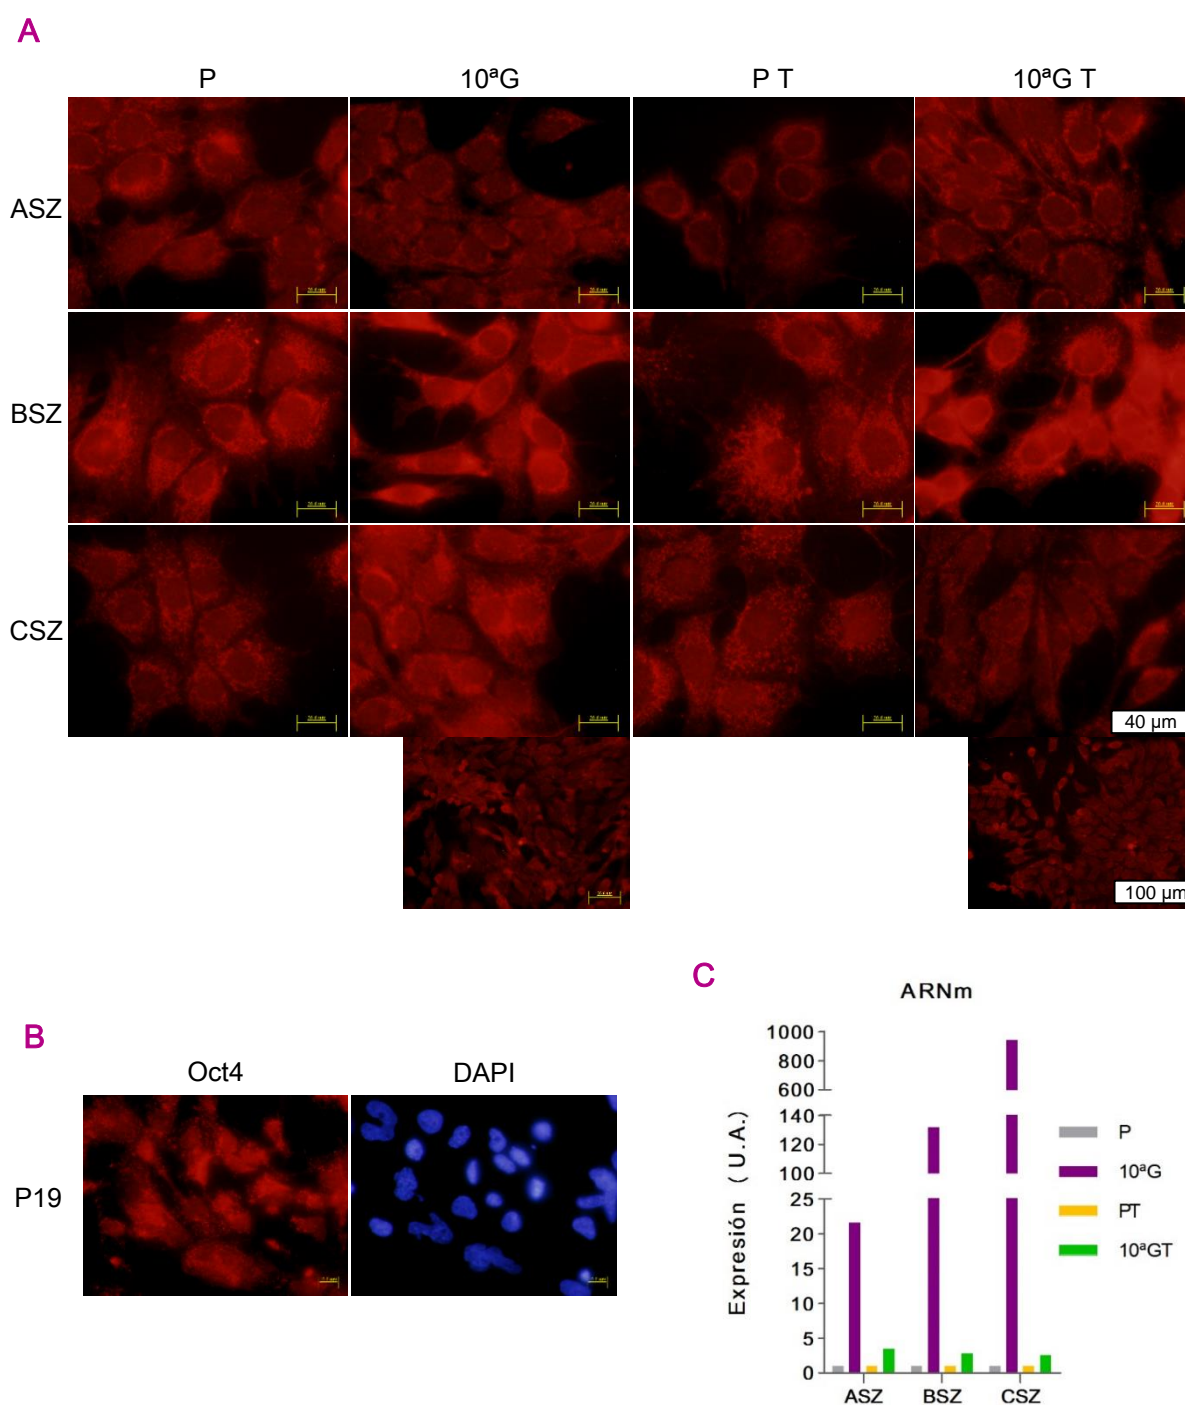 A
P 10ªG P T 10ªG T
ASZ
BSZ
CSZ
40 µm
100 µm
B
Oct4 DAPI
P19
C
ARNm
Expresión (U.A.)
1000
800
600
140
120
100
25
20
15
10
5
0
ASZ BSZ CSZ
P
10ªG
PT
10ªGT